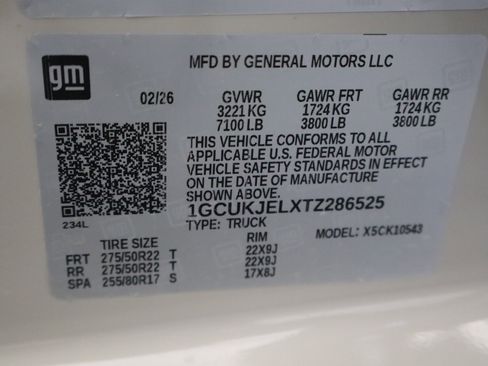 gm
MFD BY GENERAL MOTORS LLC
02/26 GVWR GAWR FRT GAWR RR
3221 KG 1724 KG 1724 KG
7100 LB 3800 LB 3800 LB
THIS VEHICLE CONFORMS TO ALL
APPLICABLE U.S. FEDERAL MOTOR
VEHICLE SAFETY STANDARDS IN EFFECT
ON THE DATE OF MANUFACTURE
SHOWN ABOVE.
1GCUKJELXTZ286525
234L TYPE: TRUCK MODEL: X5CK10543
TIRE SIZE RIM
FRT 275/50R22 T 22X9J
RR 275/50R22 T 22X9J
SPA 255/80R17 S 17X8J